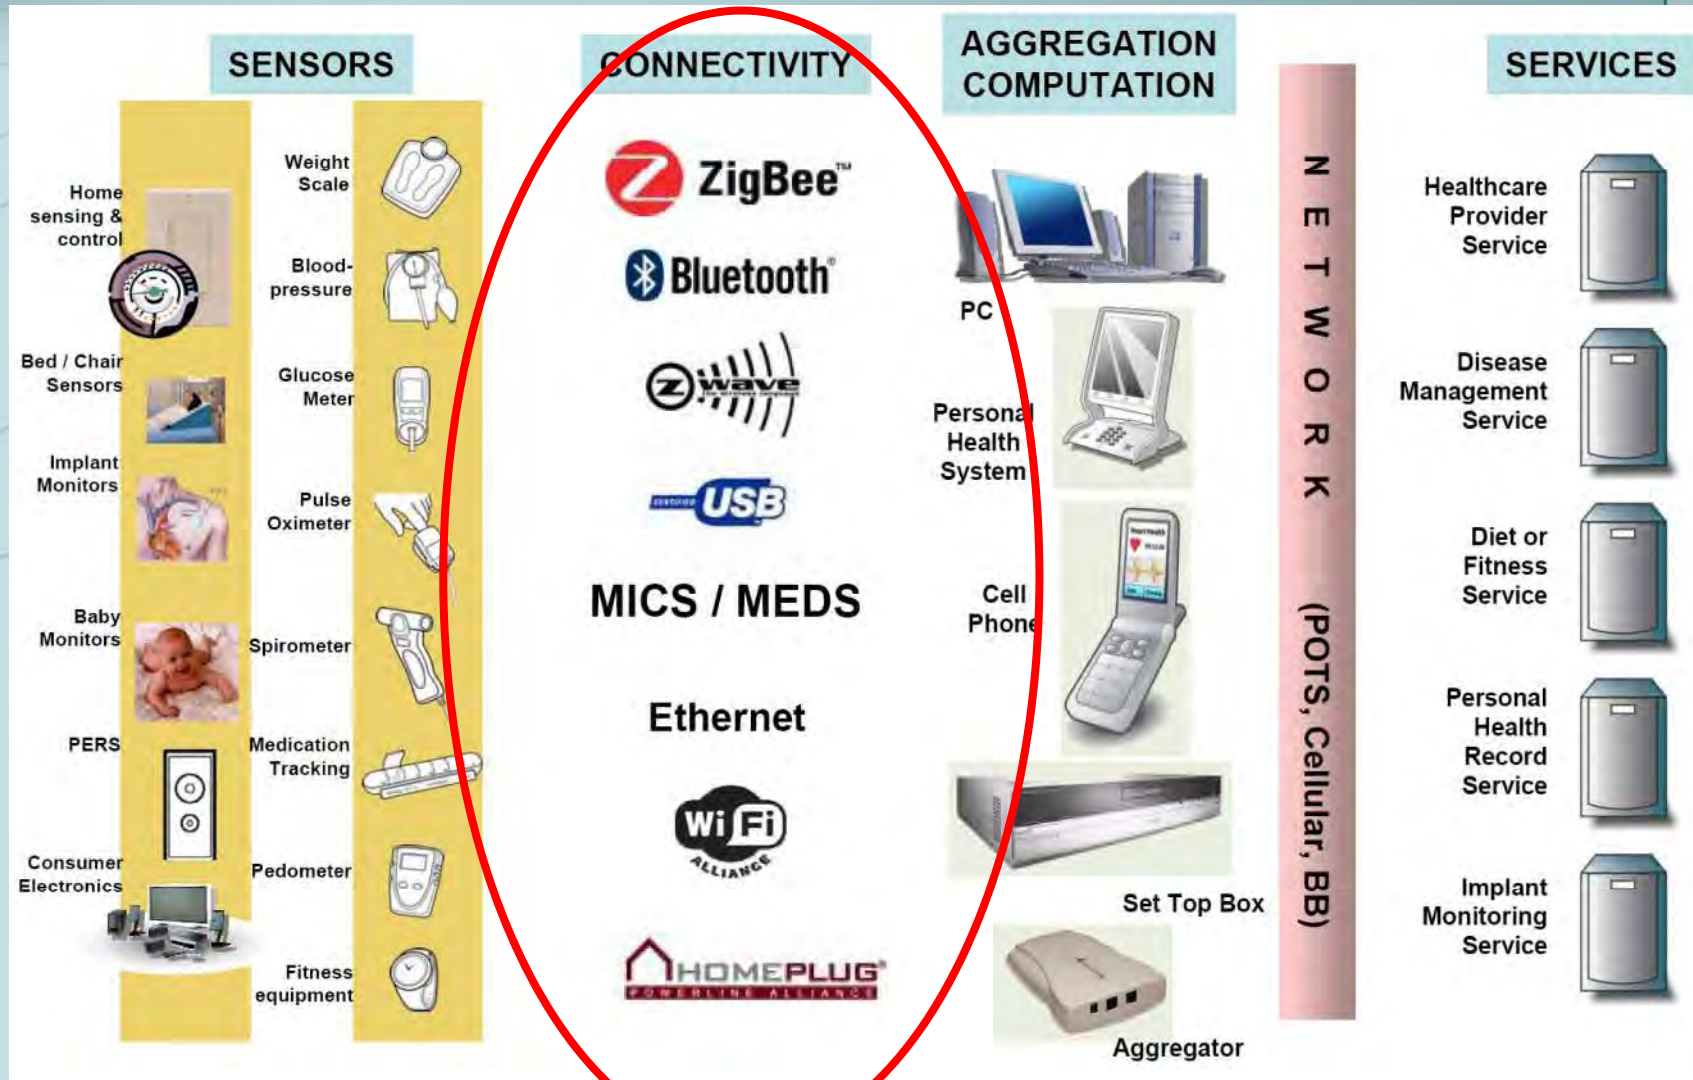 SENSORS
Home
sensing &
control
Bed / Chair
Sensors
Implant
Monitors
Baby
Monitors
PERS
Consumer
Electronics
Weight
Scale
Blood-
pressure
Glucose
Meter
Pulse
Oximeter
Spirometer
Medication
Tracking
Pedometer
Fitness
equipment
CONNECTIVITY
ZigBee™
Bluetooth®
Z wave
CERTIFIED USB
MICS / MEDS
Ethernet
Wi Fi
ALLIANCE
HOMEPLUG®
POWERLINE ALLIANCE
AGGREGATION
COMPUTATION
PC
Personal
Health
System
Cell
Phone
Set Top Box
Aggregator
NETWORK (POTS, Cellular, BB)
SERVICES
Healthcare
Provider
Service
Disease
Management
Service
Diet or
Fitness
Service
Personal
Health
Record
Service
Implant
Monitoring
Service